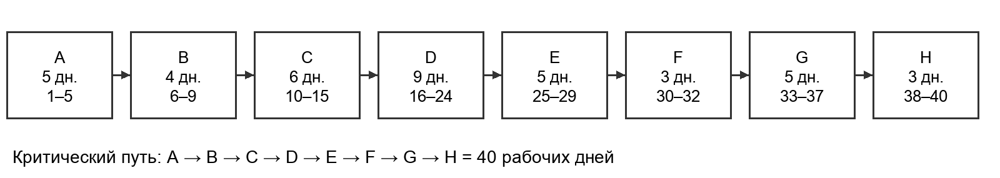 A
5 дн.
1–5
B
4 дн.
6–9
C
6 дн.
10–15
D
9 дн.
16–24
E
5 дн.
25–29
F
3 дн.
30–32
G
5 дн.
33–37
H
3 дн.
38–40
Критический путь: A → B → C → D → E → F → G → H = 40 рабочих дней